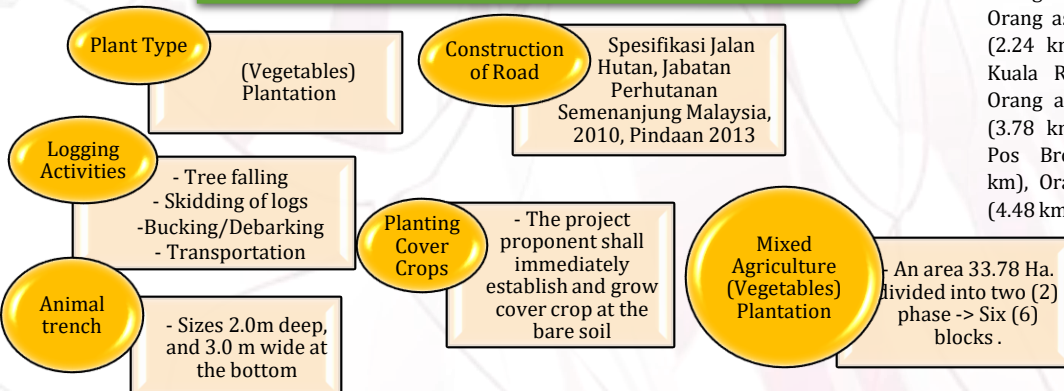 Plant Type
(Vegetables)
Plantation
Construction
of Road
Spesifikasi Jalan
Hutan, Jabatan
Perhutanan
Semenanjung Malaysia,
2010, Pindaan 2013
Logging
Activities
- Tree falling
- Skidding of logs
-Bucking/Debarking
- Transportation
Planting
Cover
Crops
- The project
proponent shall
immediately
establish and grow
cover crop at the
bare soil
Animal
trench
- Sizes 2.0m deep,
and 3.0 m wide at
the bottom
Mixed
Agriculture
(Vegetables)
Plantation
- An area 33.78 Ha.
divided into two (2)
phase -> Six (6)
blocks .
Orang
(2.24
Kuala
Orang
(3.78
Pos
km),
(4.48 km